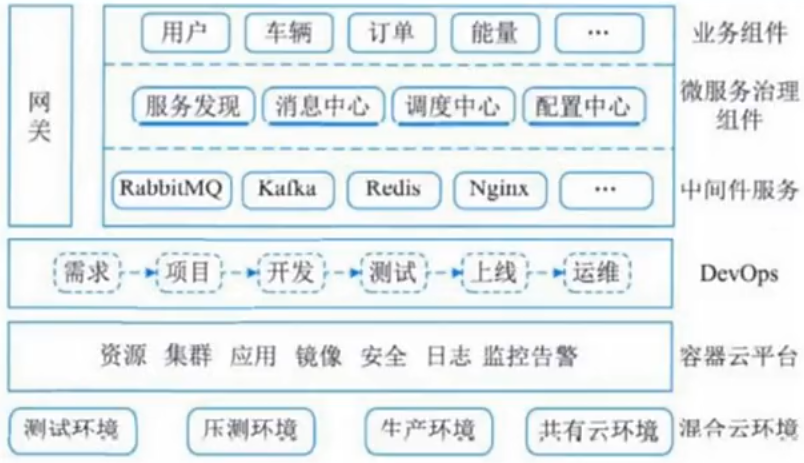 网关
用户 车辆 订单 能量 ... 业务组件
服务发现 消息中心 调度中心 配置中心 微服务治理
组件
RabbitMQ Kafka Redis Nginx ... 中间件服务
需求 项目 开发 测试 上线 运维 DevOps
资源 集群 应用 镜像 安全 日志 监控告警 容器云平台
测试环境 压测环境 生产环境 共有云环境 混合云环境